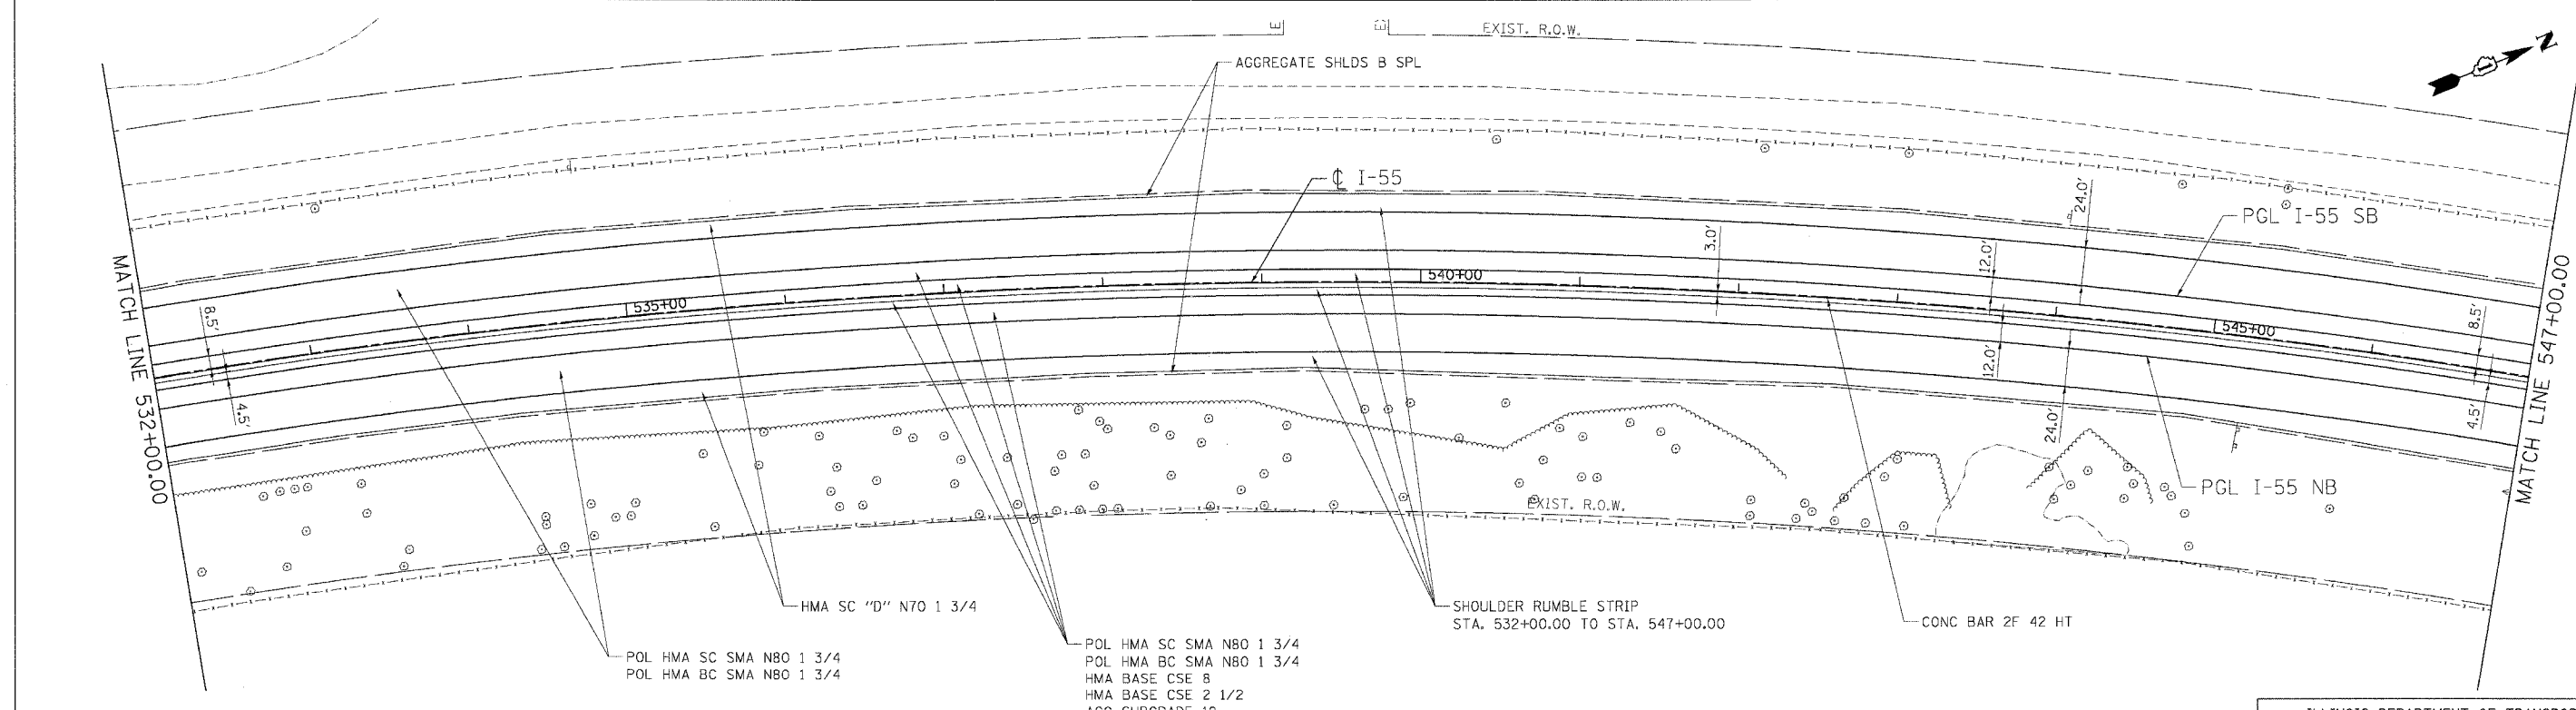 EXIST. R.O.W.
N
AGGREGATE SHLDS B SPL
℄ I-55
24.0'
PGL I-55 SB
3.0'
12.0'
540+00
535+00
545+00
8.5'
8.5'
MATCH LINE 532+00.00
MATCH LINE 547+00.00
4.5'
12.0'
24.0'
4.5'
PGL I-55 NB
EXIST. R.O.W.
HMA SC "D" N70 1 3/4
SHOULDER RUMBLE STRIP
STA. 532+00.00 TO STA. 547+00.00
CONC BAR 2F 42 HT
POL HMA SC SMA N80 1 3/4
POL HMA BC SMA N80 1 3/4
POL HMA SC SMA N80 1 3/4
POL HMA BC SMA N80 1 3/4
HMA BASE CSE 8
HMA BASE CSE 2 1/2